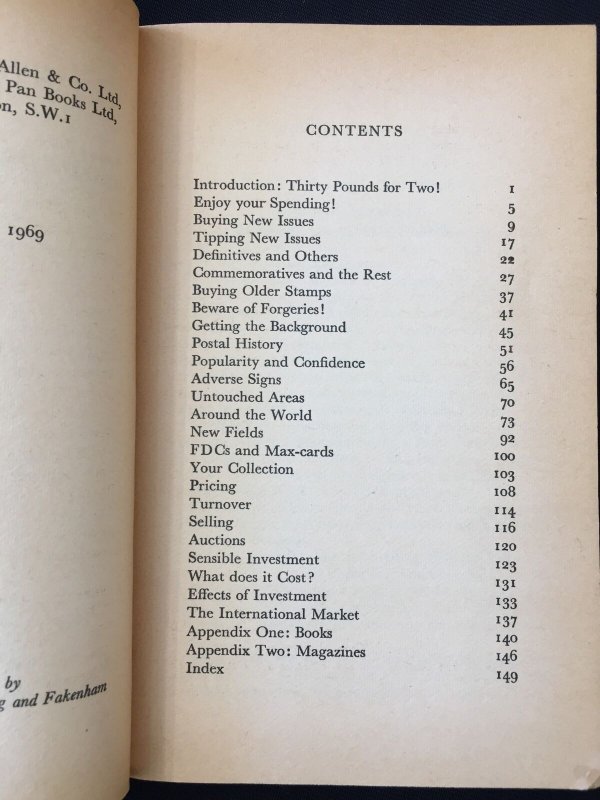 Allen & Co. Ltd,
Pan Books Ltd,
S.W.1
1969
by
and Fakenham
CONTENTS
Introduction: Thirty Pounds for Two! 1
Enjoy your Spending! 5
Buying New Issues 9
Tipping New Issues 17
Definitives and Others 22
Commemoratives and the Rest 27
Buying Older Stamps 37
Beware of Forgeries! 41
Getting the Background 45
Postal History 51
Popularity and Confidence 56
Adverse Signs 65
Untouched Areas 70
Around the World 73
New Fields 92
FDCs and Max-cards 100
Your Collection 103
Pricing 108
Turnover 114
Selling 116
Auctions 120
Sensible Investment 123
What does it Cost? 131
Effects of Investment 133
The International Market 137
Appendix One: Books 140
Appendix Two: Magazines 146
Index 149